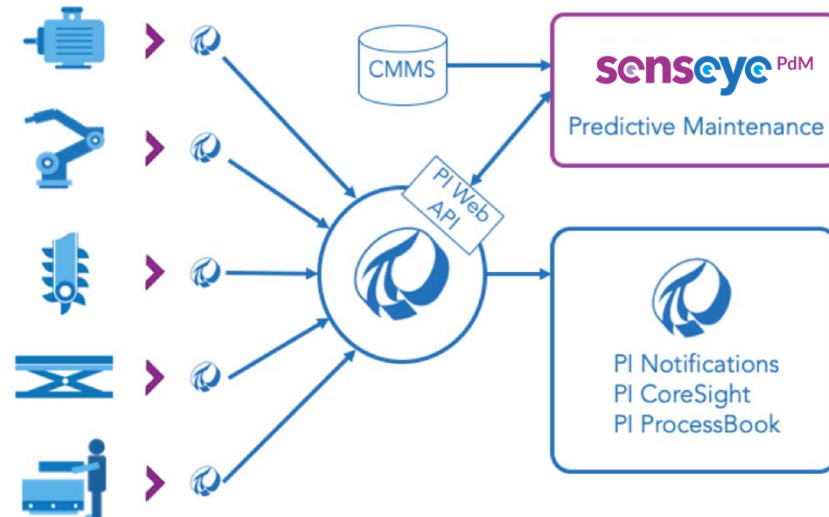 CMMS
senseye PdM
Predictive Maintenance
PI Web
API
PI Notifications
PI CoreSight
PI ProcessBook